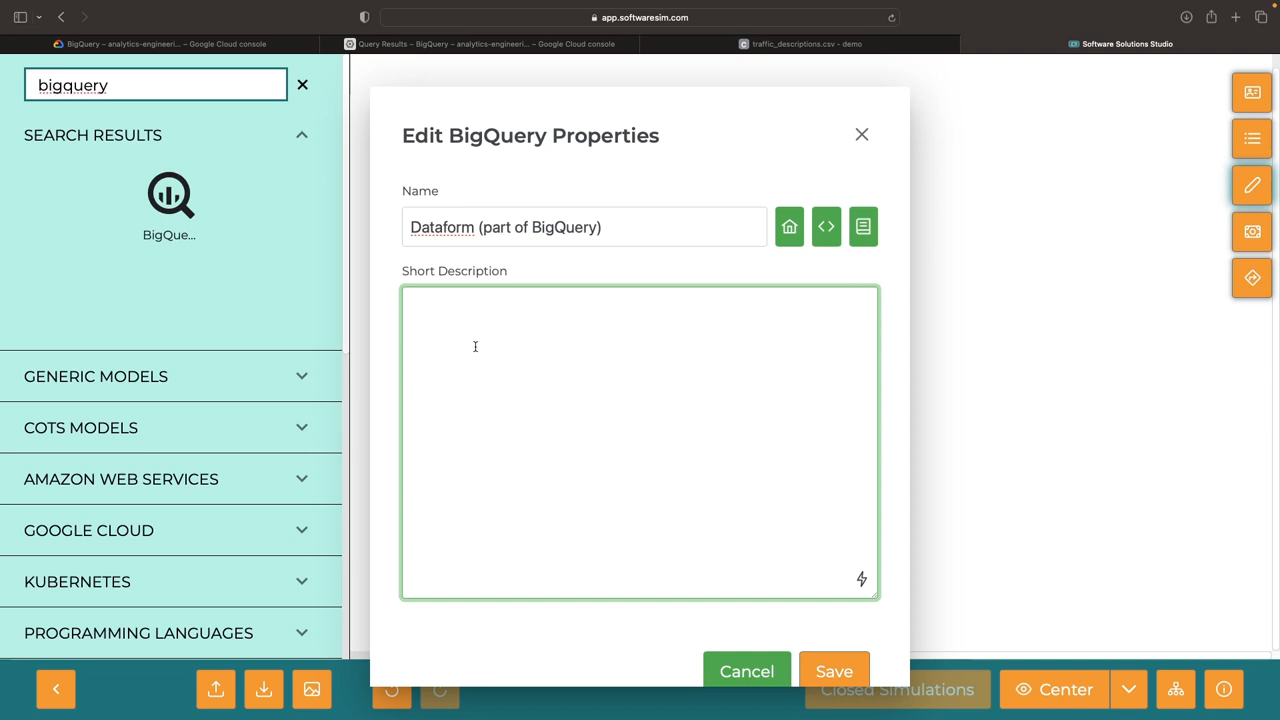 app.softwaresim.com
BigQuery – analytics-engineeri... – Google Cloud console
Query Results – BigQuery – analytics-engineeri... – Google Cloud console
traffic_descriptions.csv - demo
Software Solutions Studio
bigquery
SEARCH RESULTS
BigQue...
GENERIC MODELS
COTS MODELS
AMAZON WEB SERVICES
GOOGLE CLOUD
KUBERNETES
PROGRAMMING LANGUAGES
Edit BigQuery Properties
Name
Dataform (part of BigQuery)
Short Description
Cancel
Save
Closed Simulations
Center